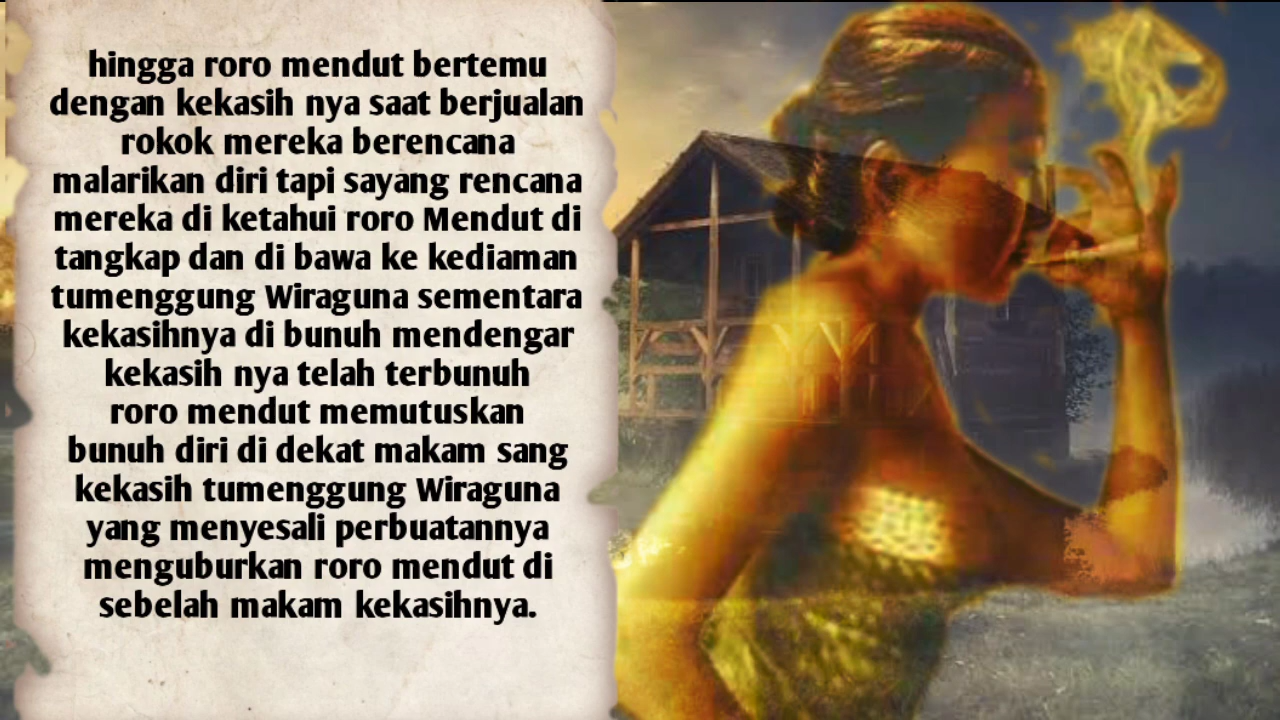 hingga roro mendut bertemu
dengan kekasih nya saat berjualan
rokok mereka berencana
malarikan diri tapi sayang rencana
mereka di ketahui roro Mendut di
tangkap dan di bawa ke kediaman
tumenggung Wiraguna sementara
kekasihnya di bunuh mendengar
kekasih nya telah terbunuh
roro mendut memutuskan
bunuh diri di dekat makam sang
kekasih tumenggung Wiraguna
yang menyesali perbuatannya
menguburkan roro mendut di
sebelah makam kekasihnya.